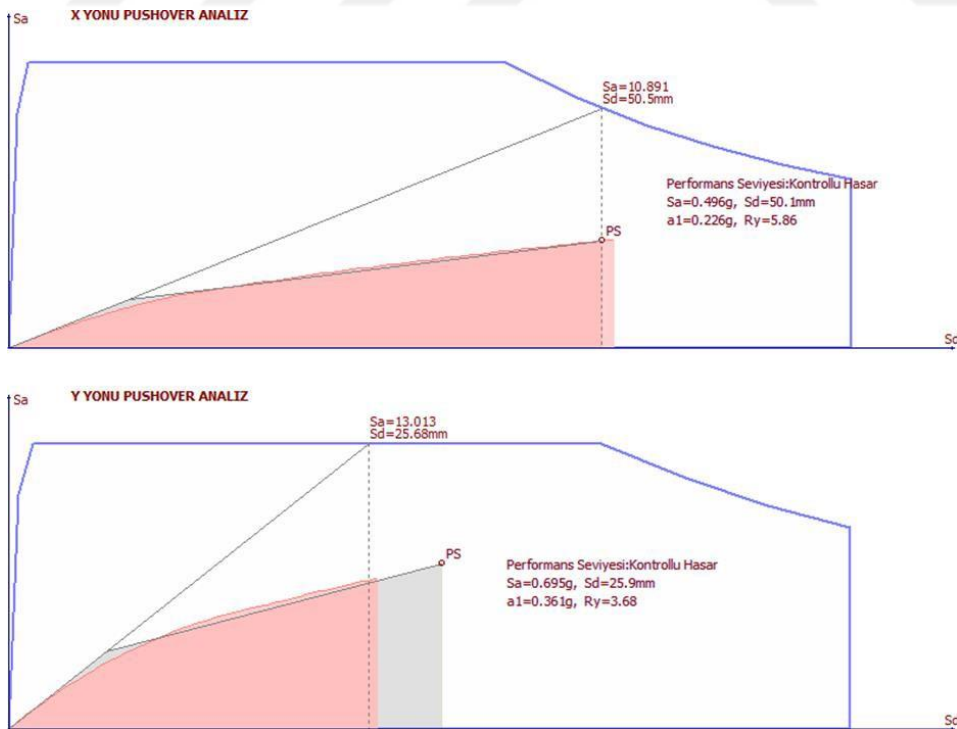 Sa
X YONU PUSHOVER ANALIZ
Sa=10.891
Sd=50.5mm
Performans Seviyesi:Kontrollu Hasar
Sa=0.496g, Sd=50.1mm
a1=0.226g, Ry=5.86
PS
Sd
Sa
Y YONU PUSHOVER ANALIZ
Sa=13.013
Sd=25.68mm
PS
Performans Seviyesi:Kontrollu Hasar
Sa=0.695g, Sd=25.9mm
a1=0.361g, Ry=3.68
Sd